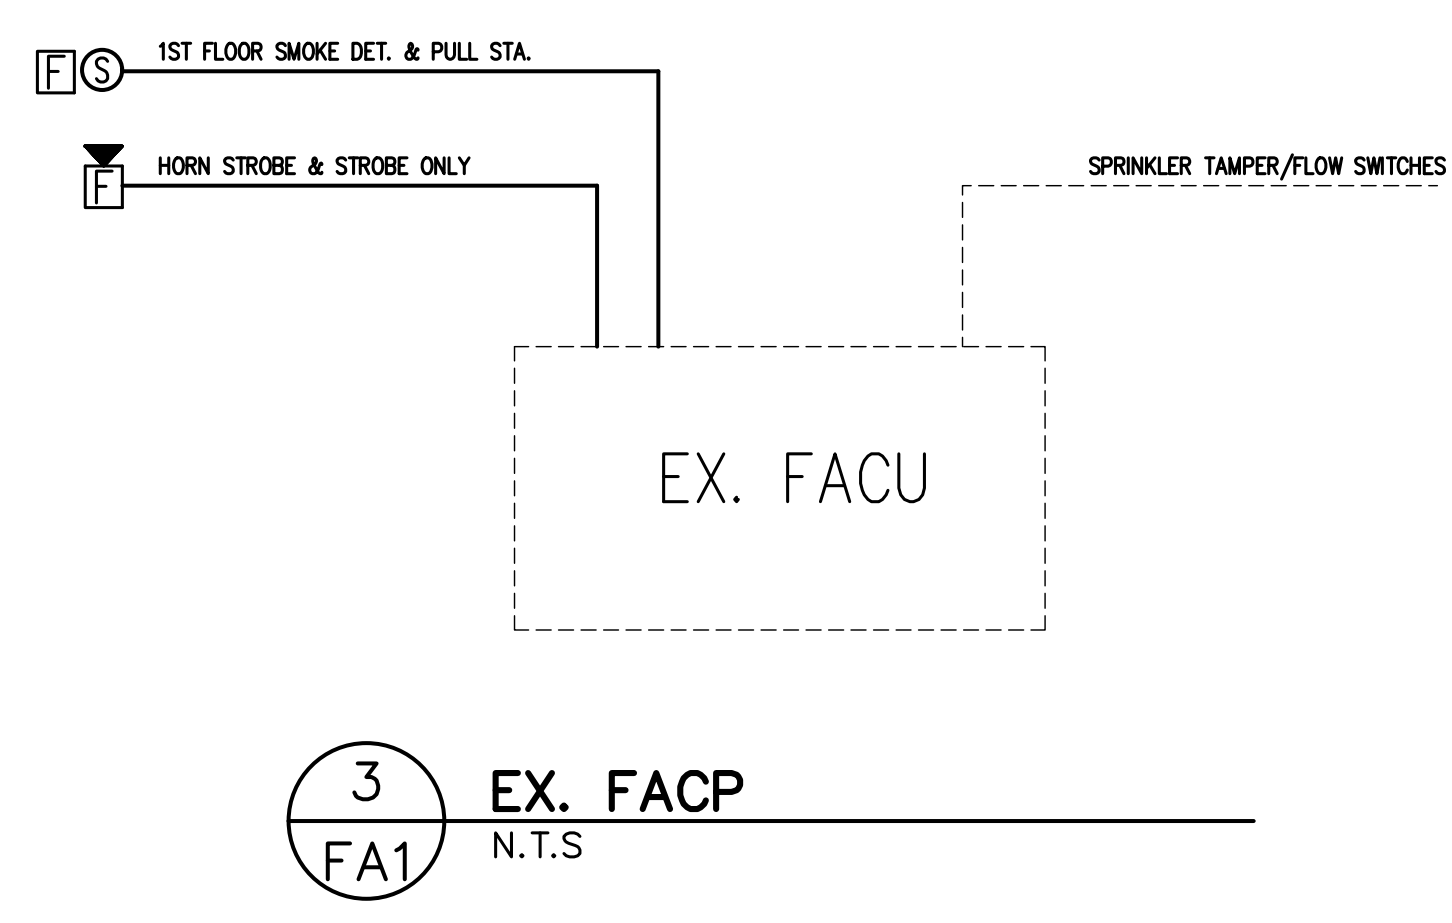 F S 1ST FLOOR SMOKE DET. & PULL STA.
F HORN STROBE & STROBE ONLY
SPRINKLER TAMPER/FLOW SWITCHES
EX. FACU
3
FA1
EX. FACP
N.T.S